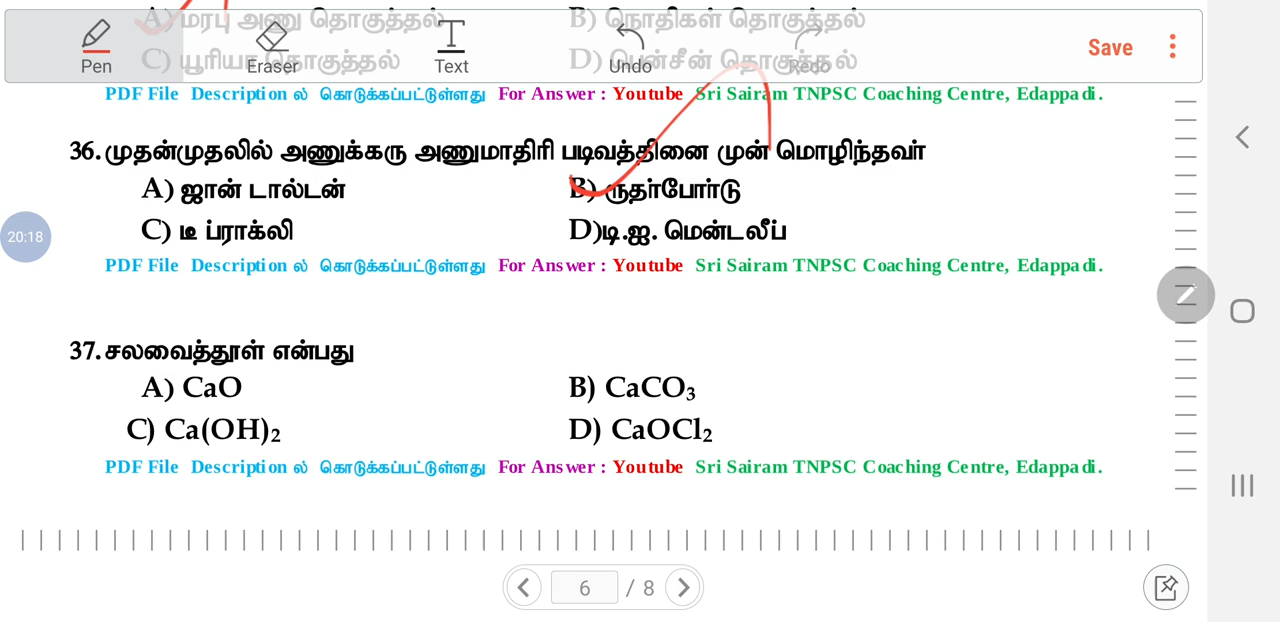 A) மரபு அணு தொகுத்தல் B) நொதிகள் தொகுத்தல்
Pen Eraser Text Undo Redo Save
C) யூரியா தொகுத்தல் D) பென்சீன் தொகுத்தல்
PDF File Description ல் கொடுக்கப்பட்டுள்ளது For Answer : Youtube Sri Sairam TNPSC Coaching Centre, Edappadi.
36. முதன்முதலில் அணுக்கரு அணுமாதிரி படிவத்தினை முன் மொழிந்தவர்
A) ஜான் டால்டன் B) ருதர்போர்டு
20:18
C) டீ ப்ராக்லி D)டி.ஐ. மென்டலீப்
PDF File Description ல் கொடுக்கப்பட்டுள்ளது For Answer : Youtube Sri Sairam TNPSC Coaching Centre, Edappadi.
37. சலவைத்தூள் என்பது
A) CaO B) CaCO₃
C) Ca(OH)₂ D) CaOCl₂
PDF File Description ல் கொடுக்கப்பட்டுள்ளது For Answer : Youtube Sri Sairam TNPSC Coaching Centre, Edappadi.
6 / 8